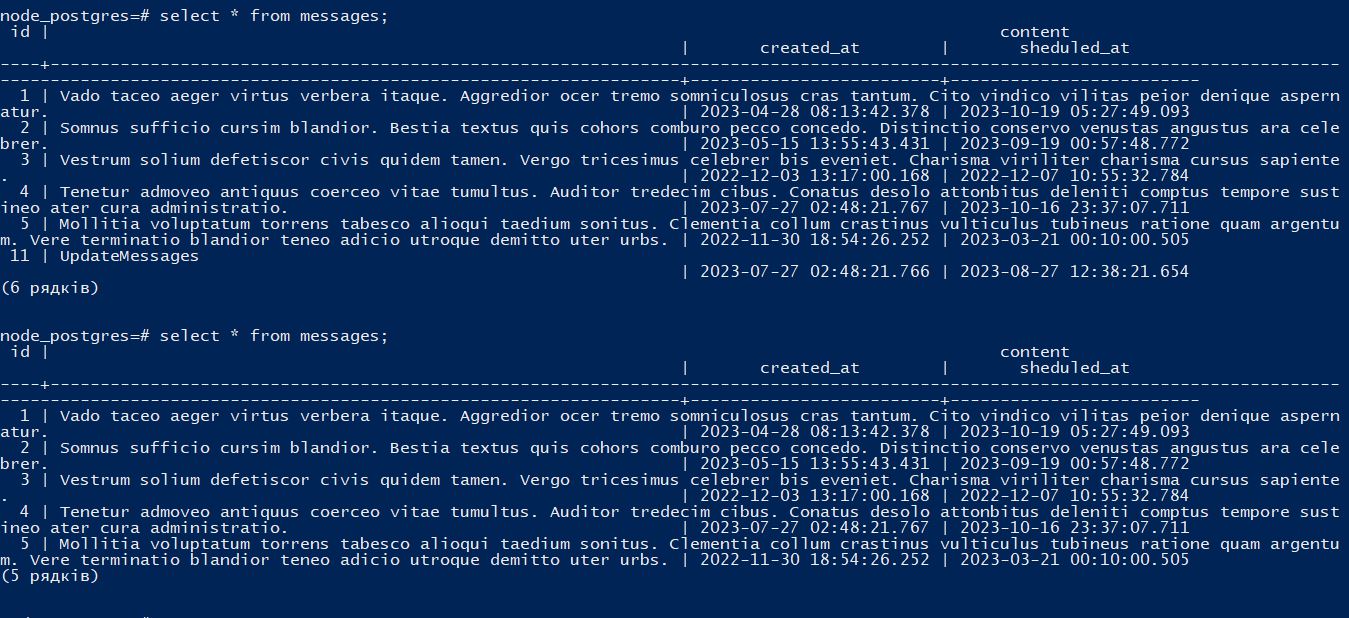 node_postgres=# select * from messages;
 id |                                                                                               content
                                                                    |       created_at        |       sheduled_at
----+---------------------------------------------------------------------------------------------------------------------------------
--------------------------------------------------------------------+-------------------------+-------------------------
  1 | Vado taceo aeger virtus verbera itaque. Aggredior ocer tremo somniculosus cras tantum. Cito vindico vilitas peior denique aspern
atur.                                                               | 2023-04-28 08:13:42.378 | 2023-10-19 05:27:49.093
  2 | Somnus sufficio cursim blandior. Bestia textus quis cohors comburo pecco concedo. Distinctio conservo venustas angustus ara cele
brer.                                                               | 2023-05-15 13:55:43.431 | 2023-09-19 00:57:48.772
  3 | Vestrum solium defetiscor civis quidem tamen. Vergo tricesimus celebrer bis eveniet. Charisma viriliter charisma cursus sapiente
.                                                                   | 2022-12-03 13:17:00.168 | 2022-12-07 10:55:32.784
  4 | Tenetur admoveo antiquus coerceo vitae tumultus. Auditor tredecim cibus. Conatus desolo attonbitus deleniti comptus tempore sust
ineo ater cura administratio.                                       | 2023-07-27 02:48:21.767 | 2023-10-16 23:37:07.711
  5 | Mollitia voluptatum torrens tabesco alioqui taedium sonitus. Clementia collum crastinus vulticulus tubineus ratione quam argentu
m. Vere terminatio blandior teneo adicio utroque demitto uter urbs. | 2022-11-30 18:54:26.252 | 2023-03-21 00:10:00.505
 11 | UpdateMessages
                                                                    | 2023-07-27 02:48:21.766 | 2023-08-27 12:38:21.654
(6 рядків)
node_postgres=# select * from messages;
 id |                                                                                               content
                                                                    |       created_at        |       sheduled_at
----+---------------------------------------------------------------------------------------------------------------------------------
--------------------------------------------------------------------+-------------------------+-------------------------
  1 | Vado taceo aeger virtus verbera itaque. Aggredior ocer tremo somniculosus cras tantum. Cito vindico vilitas peior denique aspern
atur.                                                               | 2023-04-28 08:13:42.378 | 2023-10-19 05:27:49.093
  2 | Somnus sufficio cursim blandior. Bestia textus quis cohors comburo pecco concedo. Distinctio conservo venustas angustus ara cele
brer.                                                               | 2023-05-15 13:55:43.431 | 2023-09-19 00:57:48.772
  3 | Vestrum solium defetiscor civis quidem tamen. Vergo tricesimus celebrer bis eveniet. Charisma viriliter charisma cursus sapiente
.                                                                   | 2022-12-03 13:17:00.168 | 2022-12-07 10:55:32.784
  4 | Tenetur admoveo antiquus coerceo vitae tumultus. Auditor tredecim cibus. Conatus desolo attonbitus deleniti comptus tempore sust
ineo ater cura administratio.                                       | 2023-07-27 02:48:21.767 | 2023-10-16 23:37:07.711
  5 | Mollitia voluptatum torrens tabesco alioqui taedium sonitus. Clementia collum crastinus vulticulus tubineus ratione quam argentu
m. Vere terminatio blandior teneo adicio utroque demitto uter urbs. | 2022-11-30 18:54:26.252 | 2023-03-21 00:10:00.505
(5 рядків)